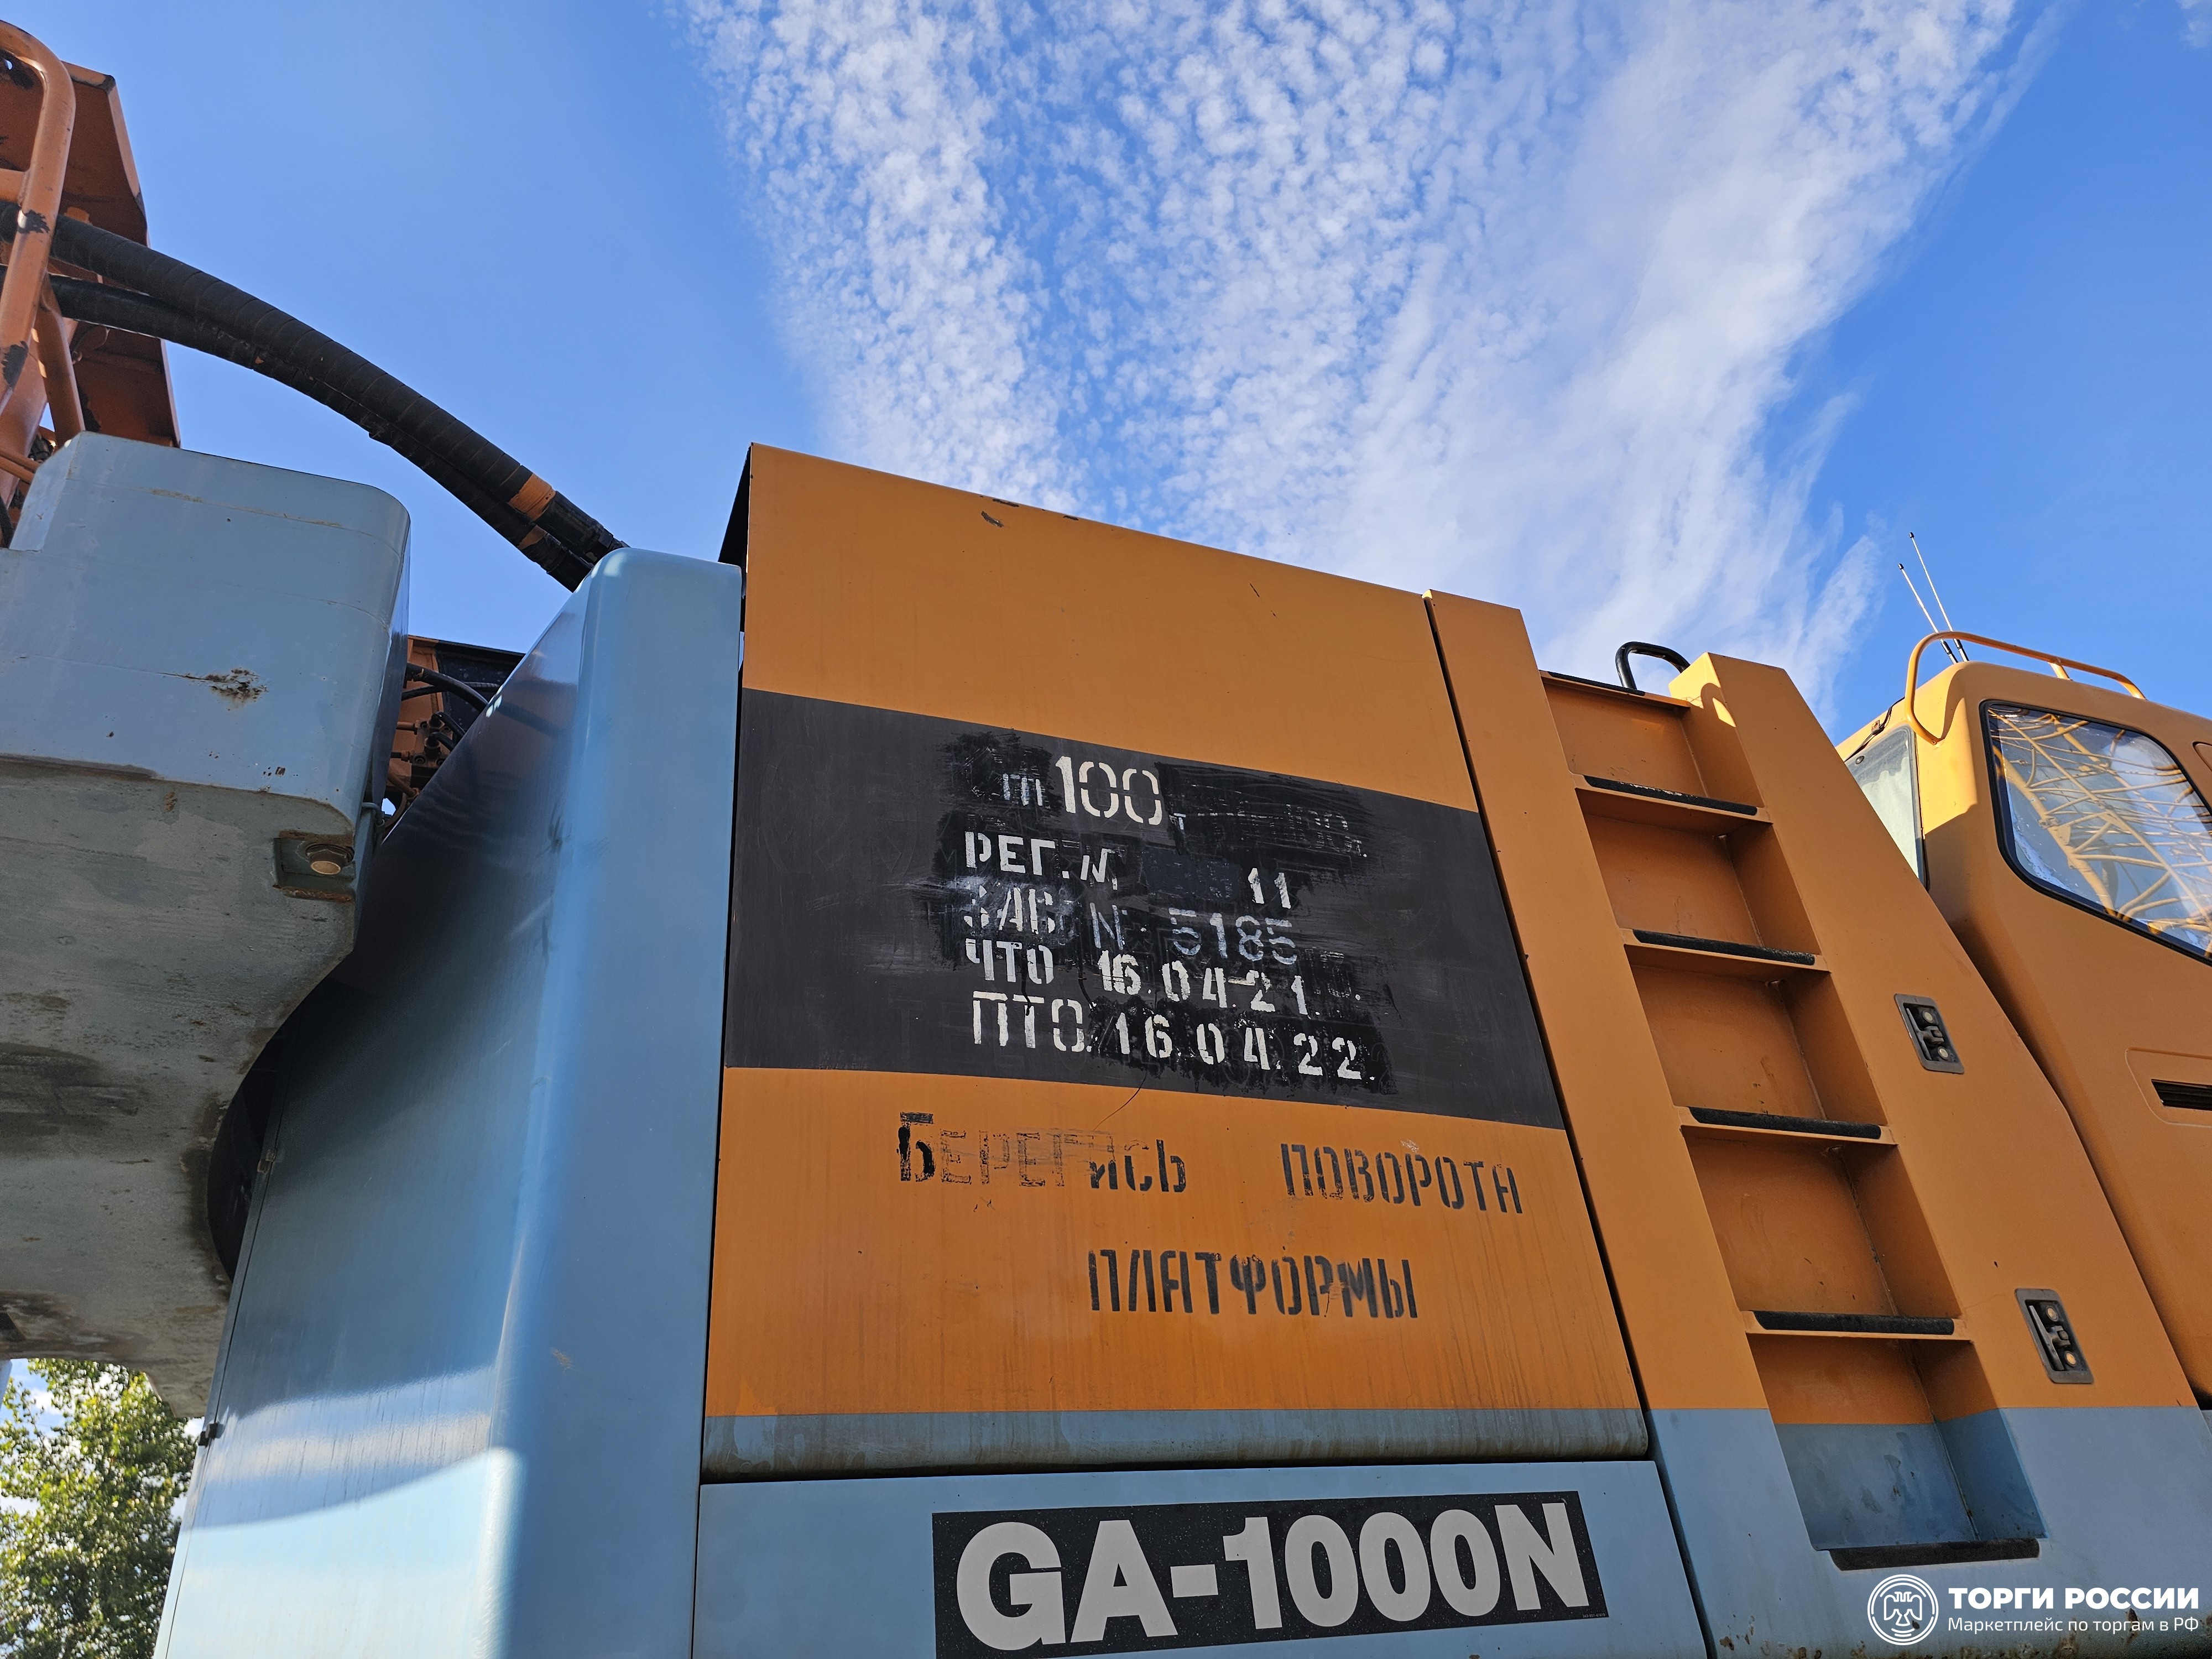 ГП 100 Т
РЕГ. N 11
ЗАВ N 5185
ЧТО 16.04.21.
ПТО. 16.04.22.
БЕРЕГИСЬ ПОВОРОТА
ПЛАТФОРМЫ
GA-1000N
ТОРГИ РОССИИ
Маркетплейс по торгам в РФ